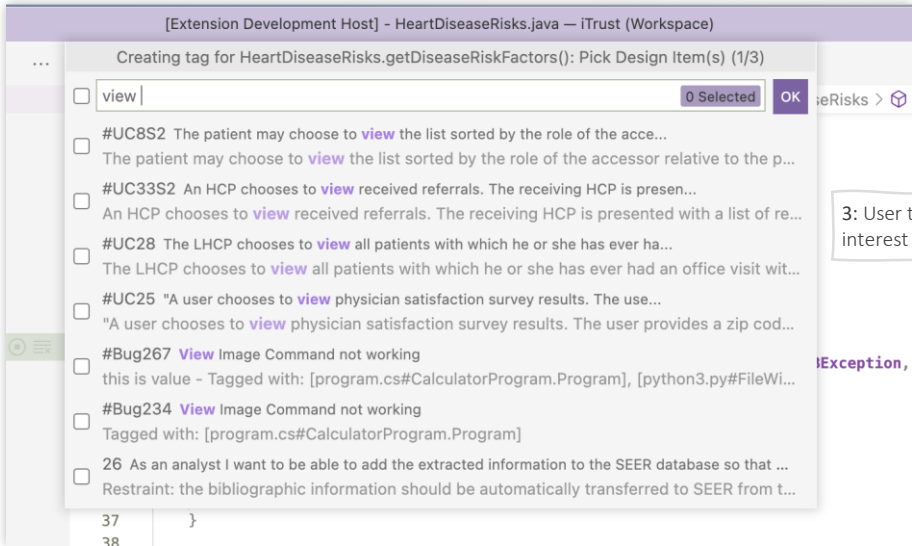 [Extension Development Host] - HeartDiseaseRisks.java — iTrust (Workspace)
...
Creating tag for HeartDiseaseRisks.getDiseaseRiskFactors(): Pick Design Item(s) (1/3)
view
0 Selected
OK
seRisks >
#UC8S2 The patient may choose to view the list sorted by the role of the acce...
The patient may choose to view the list sorted by the role of the accessor relative to the p...
#UC33S2 An HCP chooses to view received referrals. The receiving HCP is presen...
An HCP chooses to view received referrals. The receiving HCP is presented with a list of re...
3: User t
interest
#UC28 The LHCP chooses to view all patients with which he or she has ever ha...
The LHCP chooses to view all patients with which he or she has ever had an office visit wit...
#UC25 "A user chooses to view physician satisfaction survey results. The use...
"A user chooses to view physician satisfaction survey results. The user provides a zip cod...
#Bug267 View Image Command not working
this is value - Tagged with: [program.cs#CalculatorProgram.Program], [python3.py#FileWi...
BException,
#Bug234 View Image Command not working
Tagged with: [program.cs#CalculatorProgram.Program]
26 As an analyst I want to be able to add the extracted information to the SEER database so that ...
Restraint: the bibliographic information should be automatically transferred to SEER from t...
37 }
38